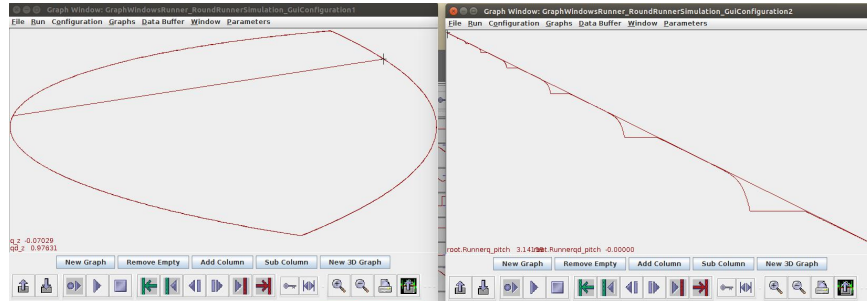 Graph Window: GraphWindowsRunner_RoundRunnerSimulation_GuiConfiguration1
File Run Configuration Graphs Data Buffer Window Parameters
q_z -0.07029
qd_z 0.97631
New Graph Remove Empty Add Column Sub Column New 3D Graph
Graph Window: GraphWindowsRunner_RoundRunnerSimulation_GuiConfiguration2
File Run Configuration Graphs Data Buffer Window Parameters
root.Runnerq_pitch 3.14159 root.Runnerqd_pitch -0.00000
New Graph Remove Empty Add Column Sub Column New 3D Graph